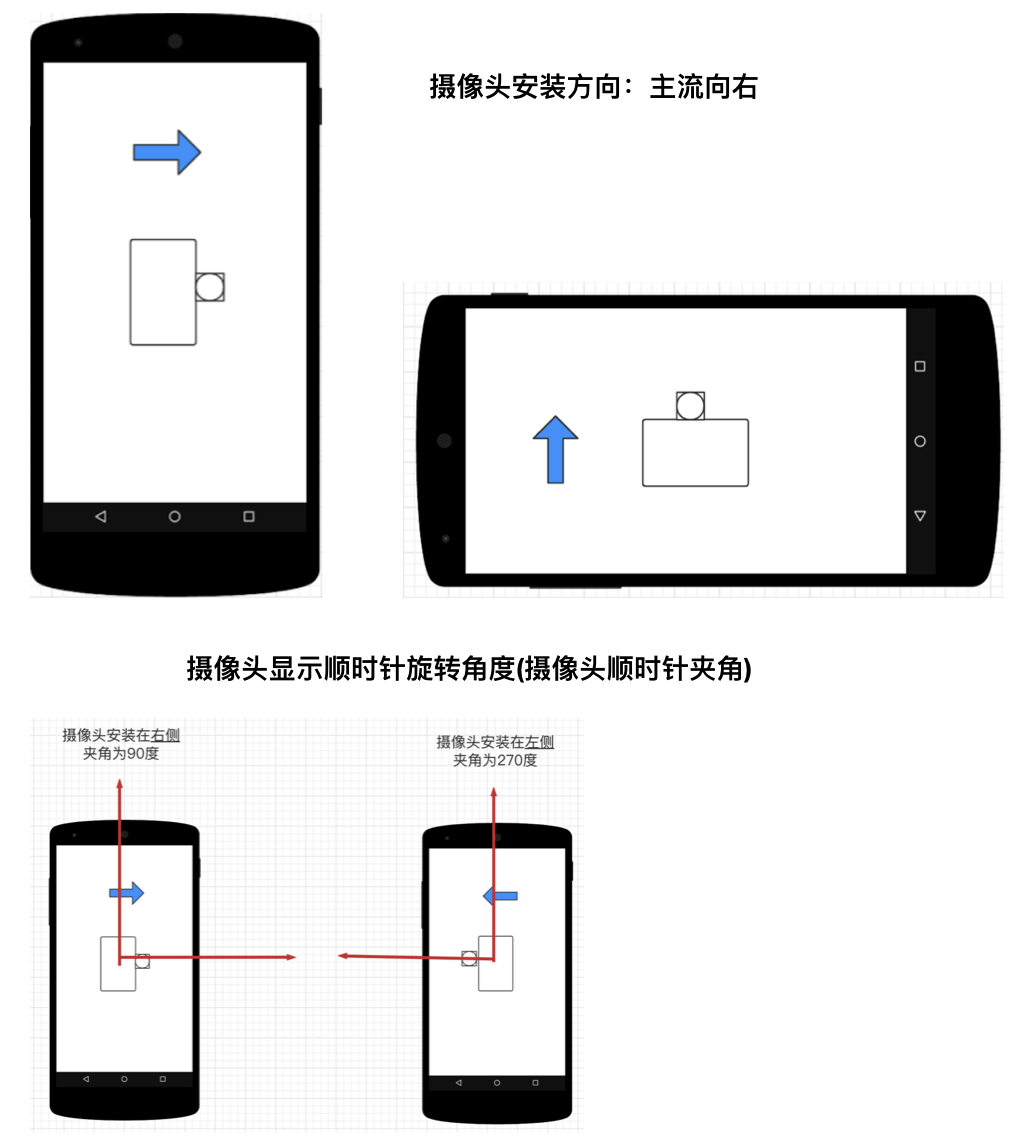 摄像头安装方向：主流向右
摄像头显示顺时针旋转角度(摄像头顺时针夹角)
摄像头安装在右侧
夹角为90度
摄像头安装在左侧
夹角为270度